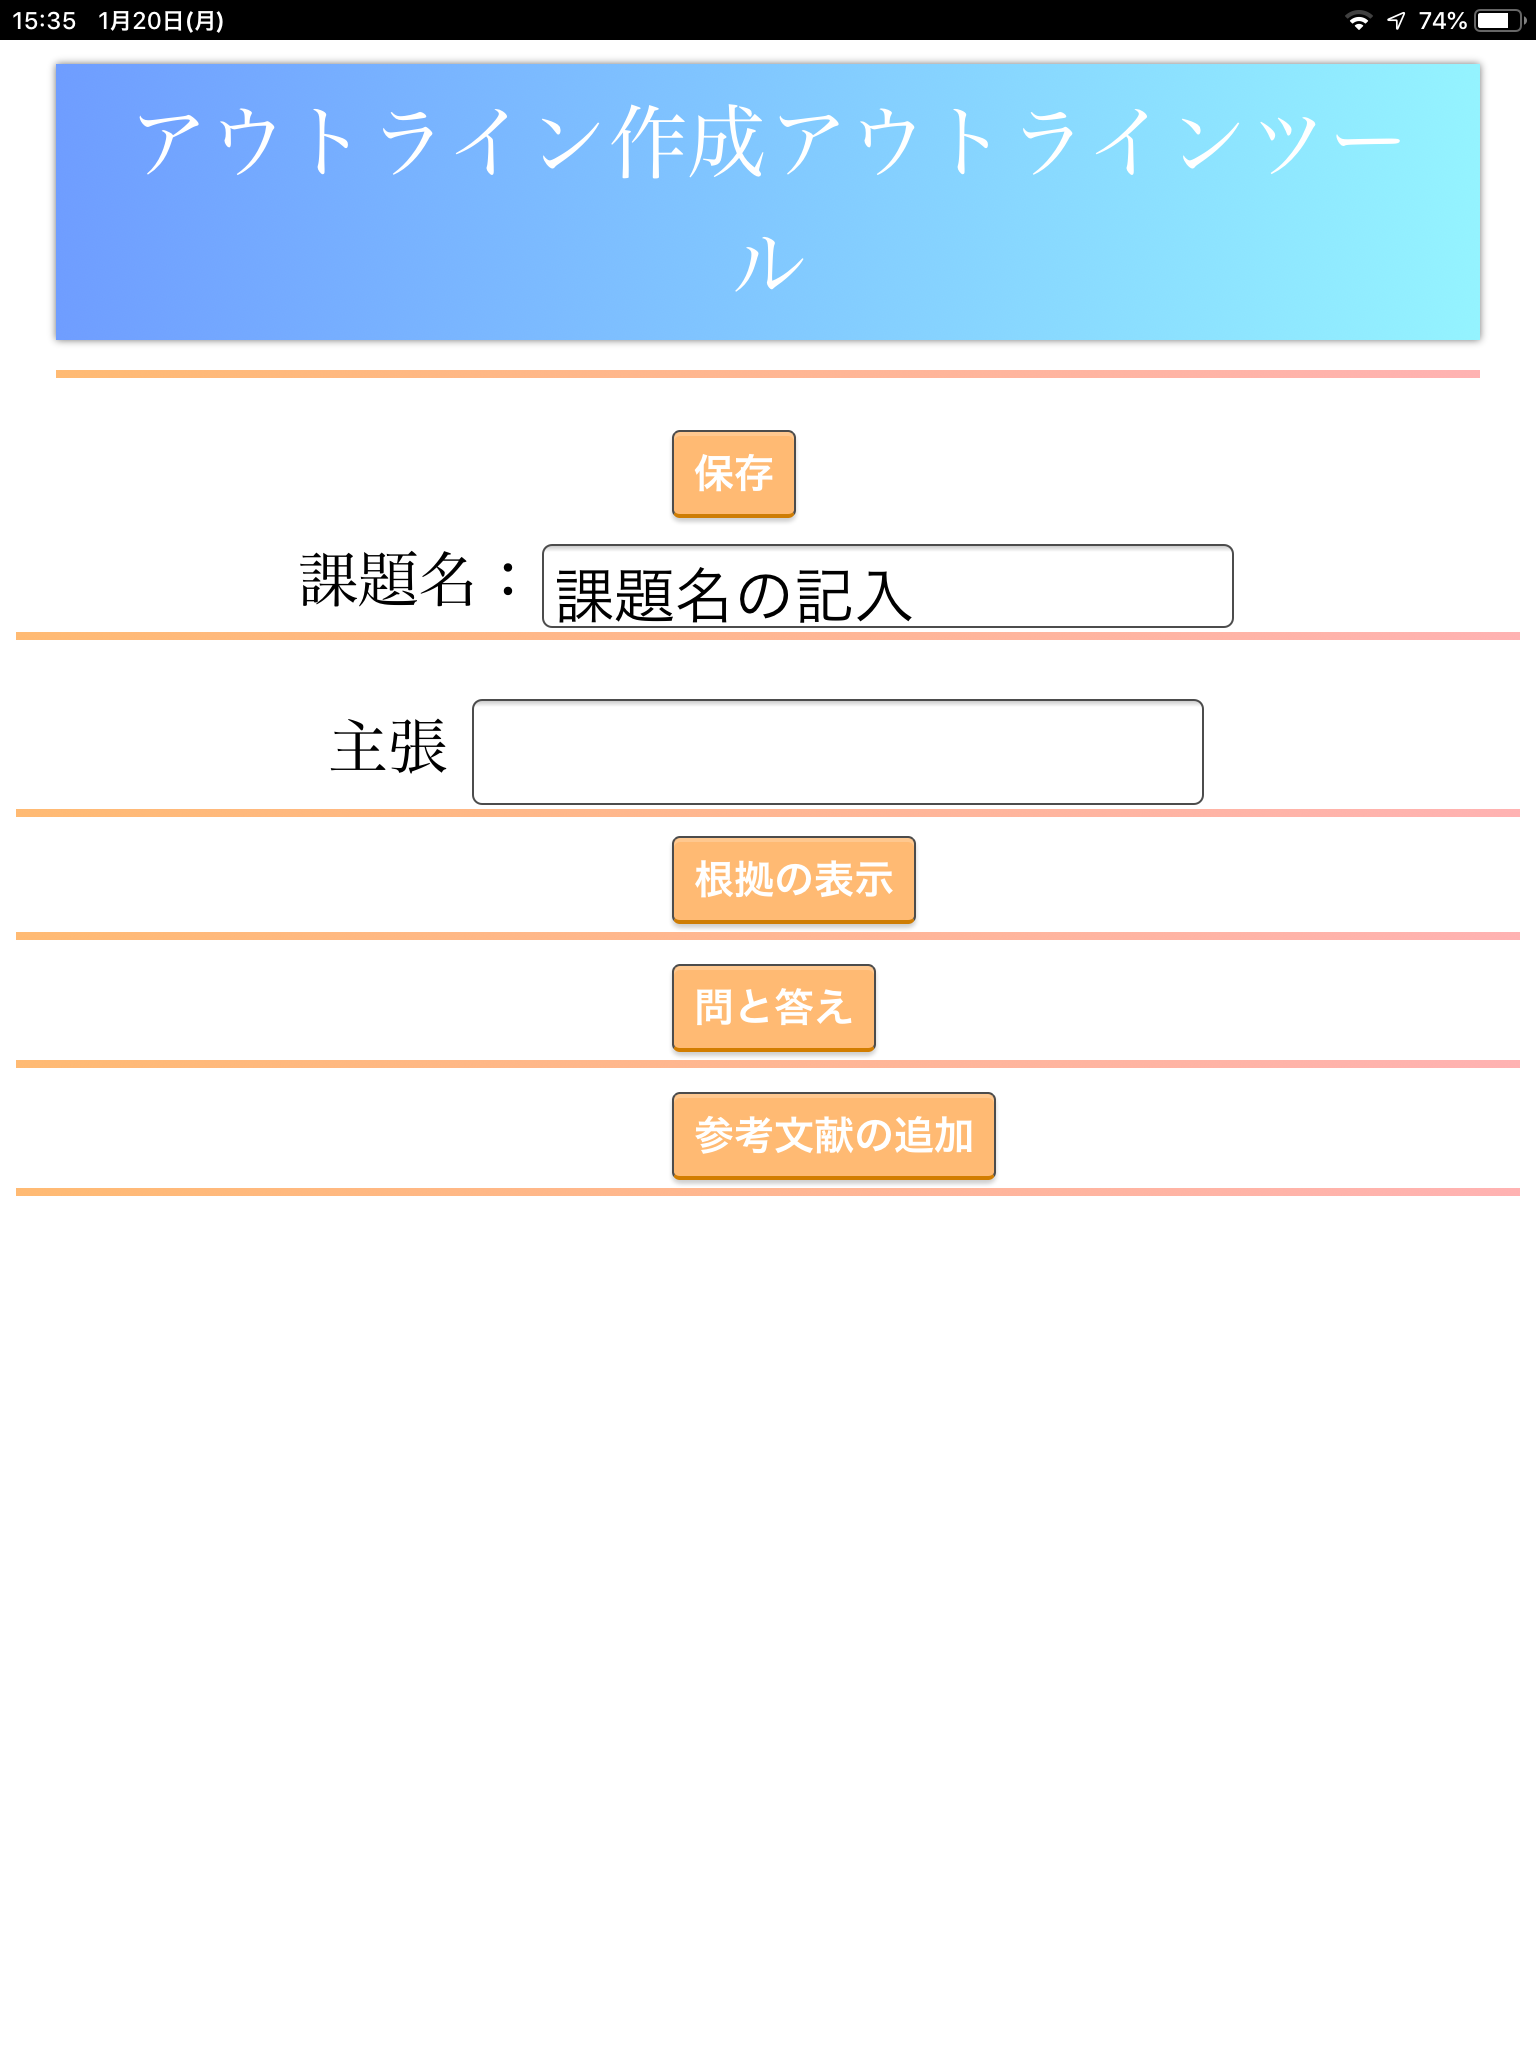 15:35 1月20日(月) 74%
アウトライン作成アウトラインツー
ル
保存
課題名：課題名の記入
主張
根拠の表示
問と答え
参考文献の追加